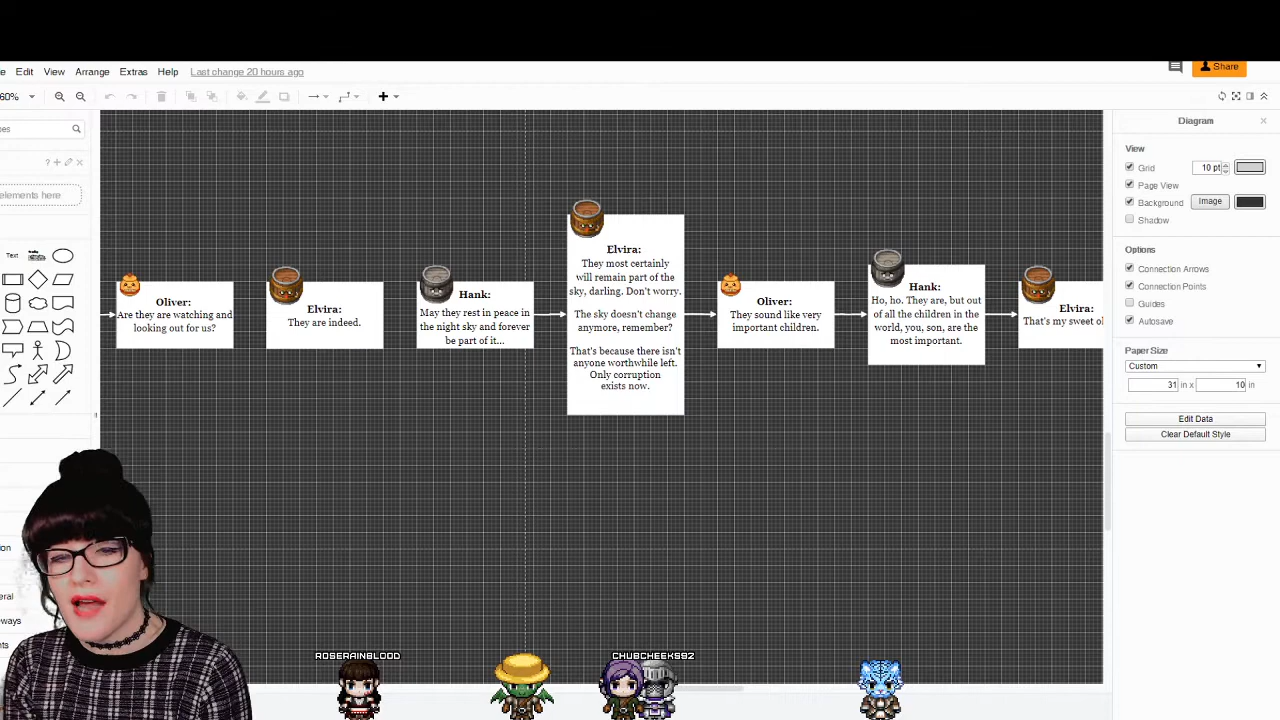 Edit View Arrange Extras Help Last change 20 hours ago
Share
60%
Diagram
View
Grid 10 pt
Page View
Background Image
Shadow
Options
Connection Arrows
Connection Points
Guides
Autosave
Paper Size
Custom
31 in x 10 in
Edit Data
Clear Default Style
elements here
Text
Oliver:
Are they are watching and
looking out for us?
Elvira:
They are indeed.
Hank:
May they rest in peace in
the night sky and forever
be part of it...
Elvira:
They most certainly
will remain part of the
sky, darling. Don't worry.
The sky doesn't change
anymore, remember?
That's because there isn't
anyone worthwhile left.
Only corruption
exists now.
Oliver:
They sound like very
important children.
Hank:
Ho, ho. They are, but out
of all the children in the
world, you, son, are the
most important.
Elvira:
That's my sweet
ROSERAINBLOOD
CHUBCHEEKS92